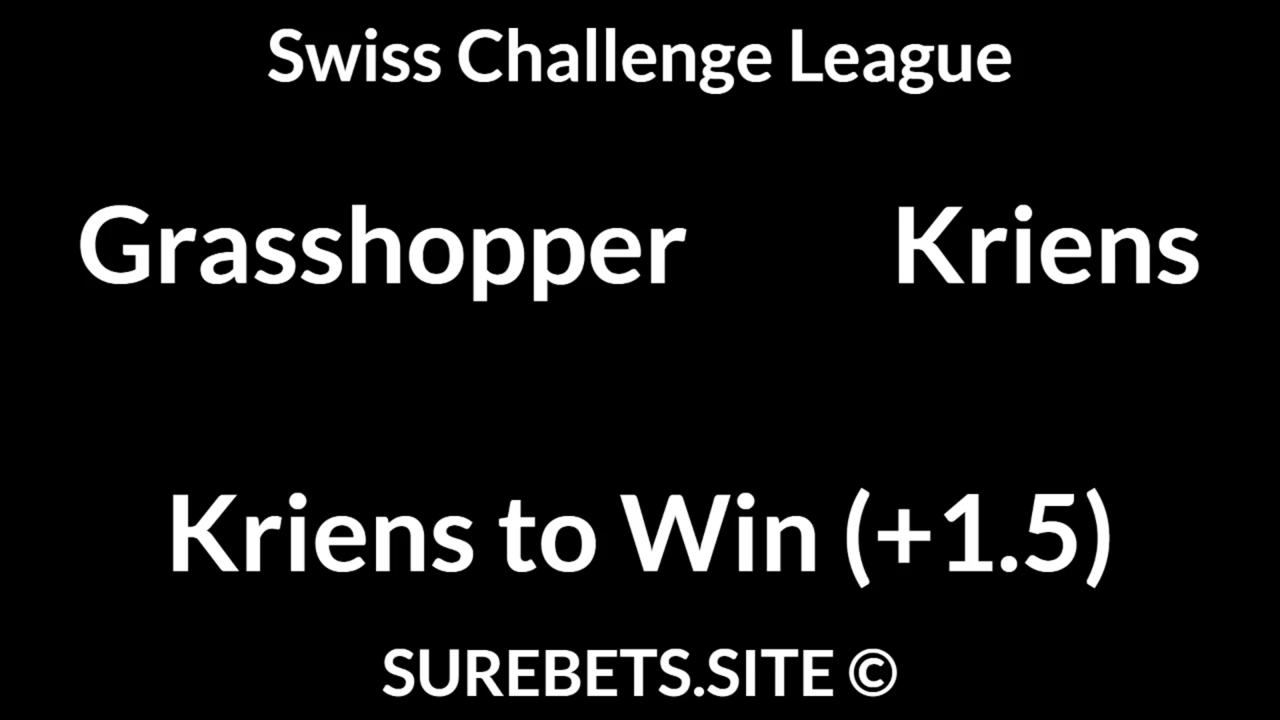 Swiss Challenge League
Grasshopper Kriens
Kriens to Win (+1.5)
SUREBETS.SITE ©